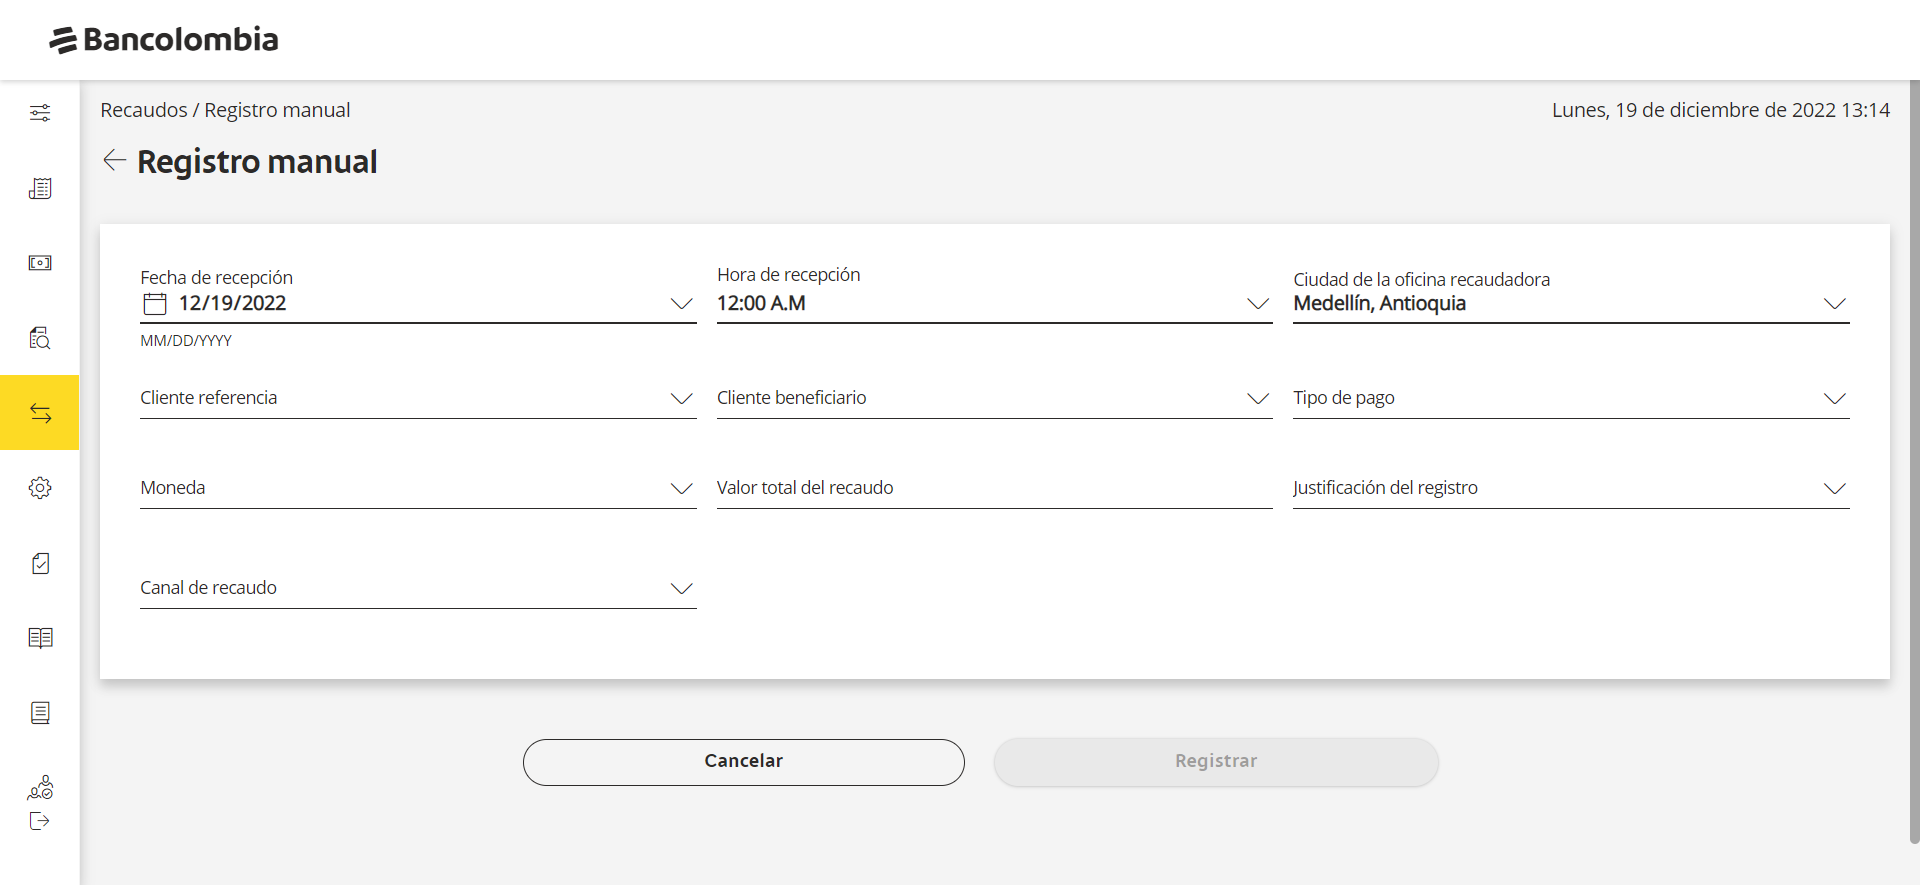 Bancolombia
Recaudos / Registro manual
Lunes, 19 de diciembre de 2022 13:14
Registro manual
Fecha de recepción
12/19/2022
MM/DD/YYYY
Hora de recepción
12:00 A.M
Ciudad de la oficina recaudadora
Medellín, Antioquia
Cliente referencia
Cliente beneficiario
Tipo de pago
Moneda
Valor total del recaudo
Justificación del registro
Canal de recaudo
Cancelar
Registrar